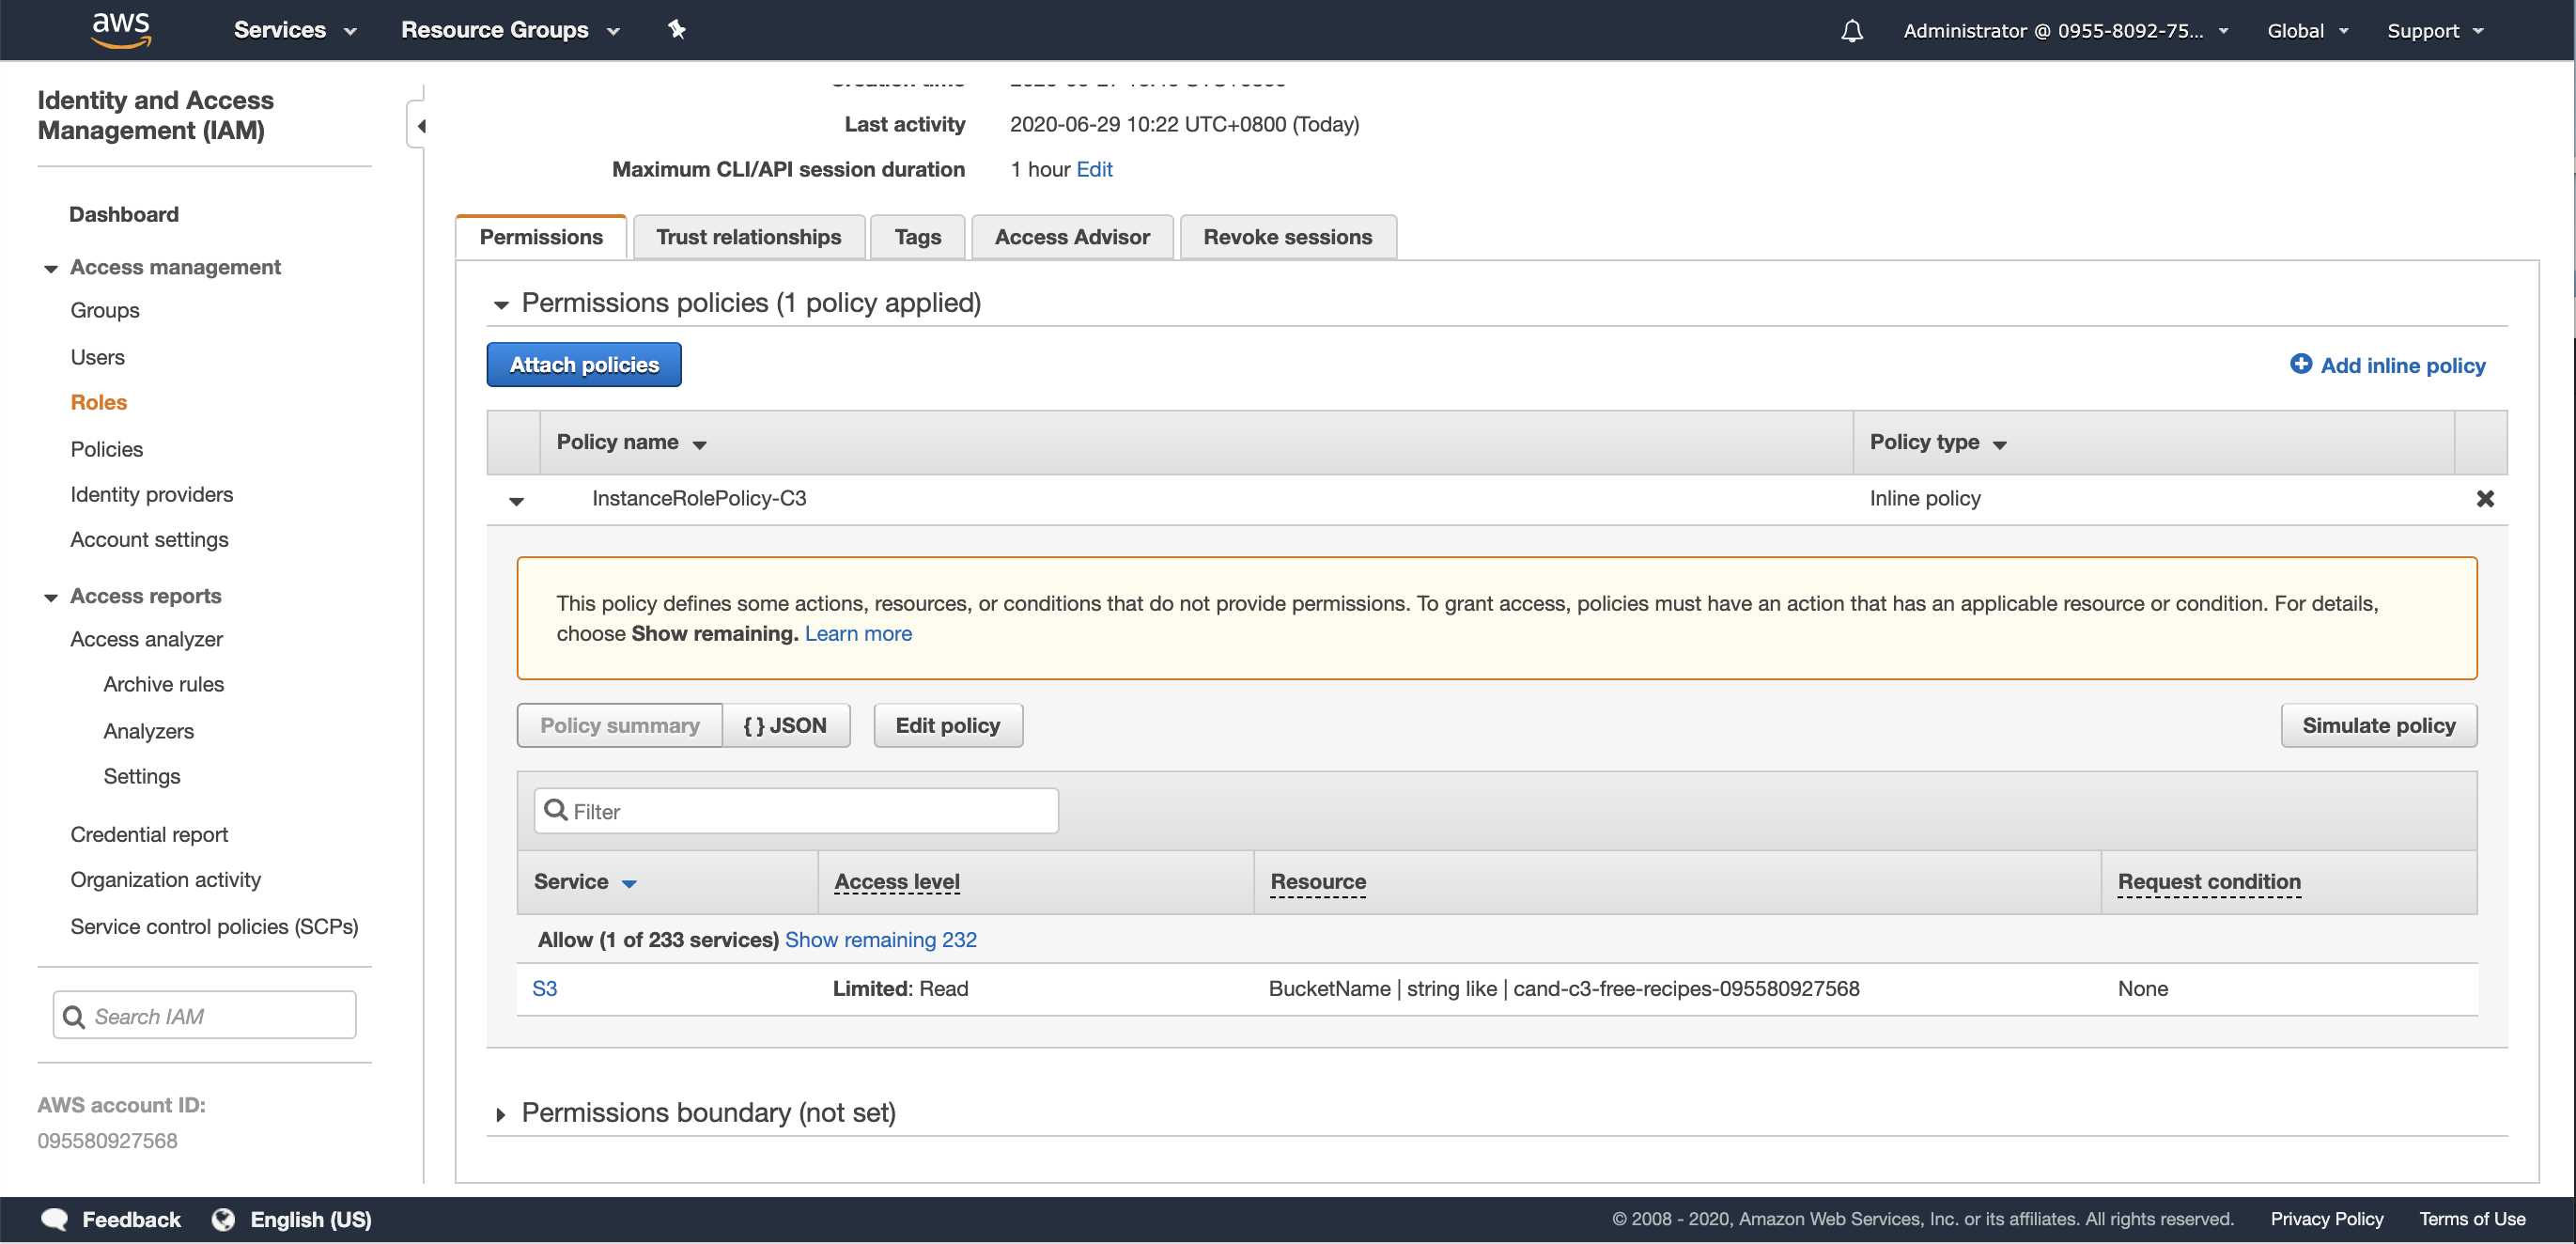 aws
Services
Resource Groups
Administrator @ 0955-8092-75...
Global
Support
Identity and Access
Management (IAM)
Dashboard
Access management
Groups
Users
Roles
Policies
Identity providers
Account settings
Access reports
Access analyzer
Archive rules
Analyzers
Settings
Credential report
Organization activity
Service control policies (SCPs)
Search IAM
AWS account ID:
095580927568
Last activity 2020-06-29 10:22 UTC+0800 (Today)
Maximum CLI/API session duration 1 hour Edit
Permissions
Trust relationships
Tags
Access Advisor
Revoke sessions
Permissions policies (1 policy applied)
Attach policies
Add inline policy
Policy name
Policy type
InstanceRolePolicy-C3
Inline policy
This policy defines some actions, resources, or conditions that do not provide permissions. To grant access, policies must have an action that has an applicable resource or condition. For details,
choose Show remaining. Learn more
Policy summary
{ } JSON
Edit policy
Simulate policy
Filter
Service
Access level
Resource
Request condition
Allow (1 of 233 services) Show remaining 232
S3
Limited: Read
BucketName | string like | cand-c3-free-recipes-095580927568
None
Permissions boundary (not set)
Feedback
English (US)
© 2008 - 2020, Amazon Web Services, Inc. or its affiliates. All rights reserved.
Privacy Policy
Terms of Use